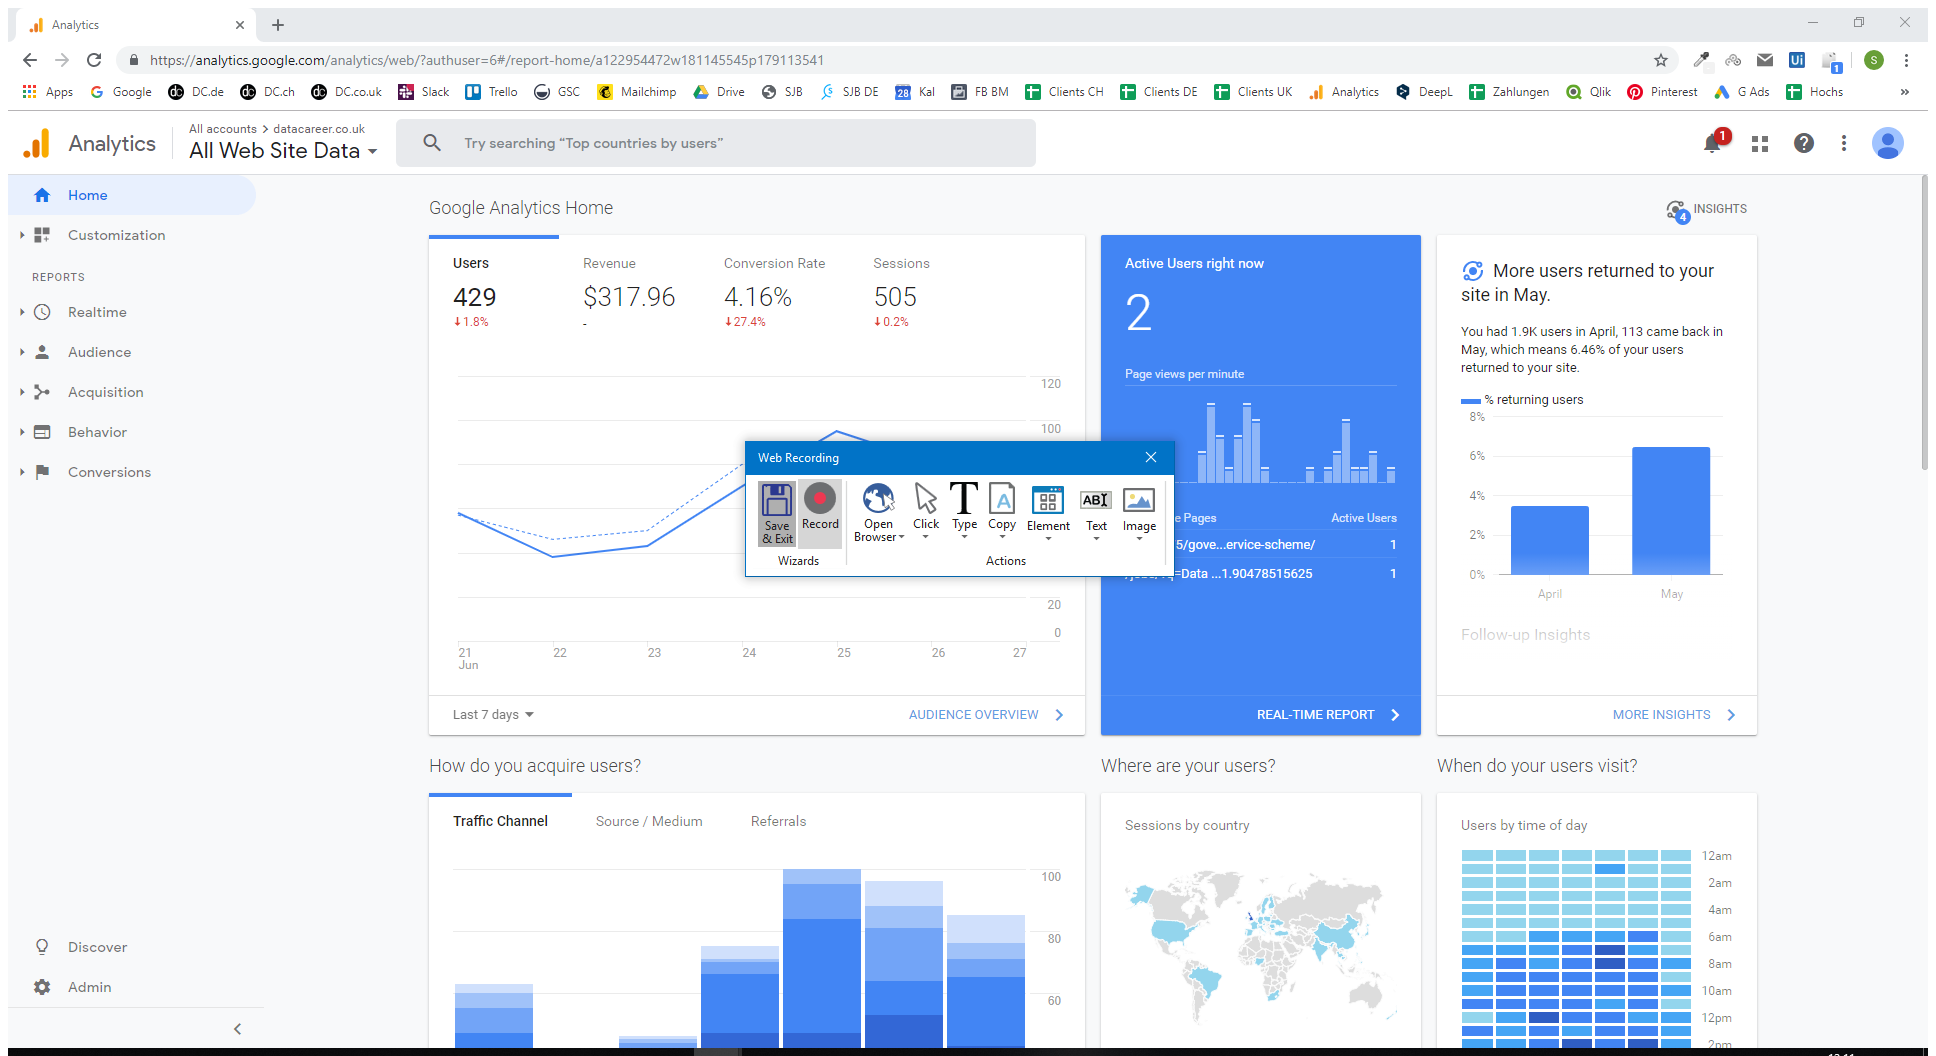 Analytics
https://analytics.google.com/analytics/web/?authuser=6#/report-home/a122954472w181145545p179113541
Ui
1
S
Apps Google DC.de DC.ch DC.co.uk Slack Trello GSC Mailchimp Drive SJB SJB DE 28 Kal FB BM Clients CH Clients DE Clients UK Analytics DeepL Zahlungen Qlik Pinterest G Ads Hochs »
Analytics
All accounts > datacareer.co.uk
All Web Site Data
Try searching “Top countries by users”
1
Home
Customization
REPORTS
Realtime
Audience
Acquisition
Behavior
Conversions
Discover
Admin
Google Analytics Home
4 INSIGHTS
Users Revenue Conversion Rate Sessions
429 $317.96 4.16% 505
↓1.8% - ↓27.4% ↓0.2%
120
100
20
0
21 22 23 24 25 26 27
Jun
Last 7 days
AUDIENCE OVERVIEW
Web Recording
Save & Exit
Record
Open Browser
Click
Type
Copy
Element
Text
Image
Wizards
Actions
Active Users right now
2
Page views per minute
e Pages Active Users
5/gove...ervice-scheme/ 1
=Data ...1.90478515625 1
REAL-TIME REPORT
More users returned to your
site in May.
You had 1.9K users in April, 113 came back in
May, which means 6.46% of your users
returned to your site.
% returning users
8%
6%
4%
2%
0%
April May
Follow-up Insights
MORE INSIGHTS
How do you acquire users?
Traffic Channel Source / Medium Referrals
100
80
60
Where are your users?
Sessions by country
When do your users visit?
Users by time of day
12am
2am
4am
6am
8am
10am
12pm
2pm